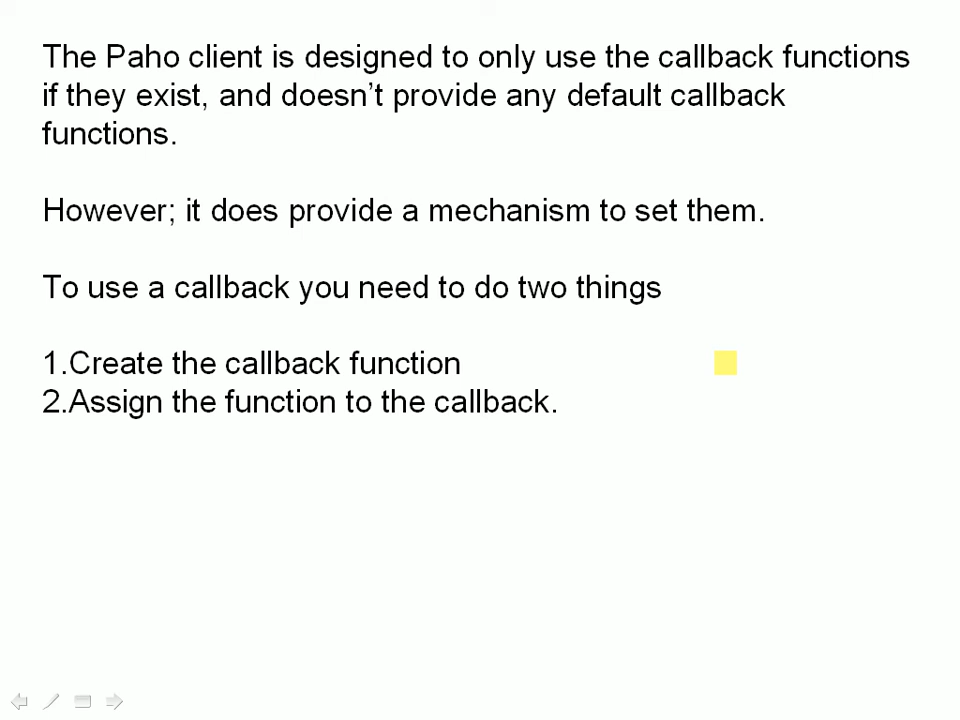 The Paho client is designed to only use the callback functions
if they exist, and doesn’t provide any default callback
functions.
However; it does provide a mechanism to set them.
To use a callback you need to do two things
1.Create the callback function
2.Assign the function to the callback.